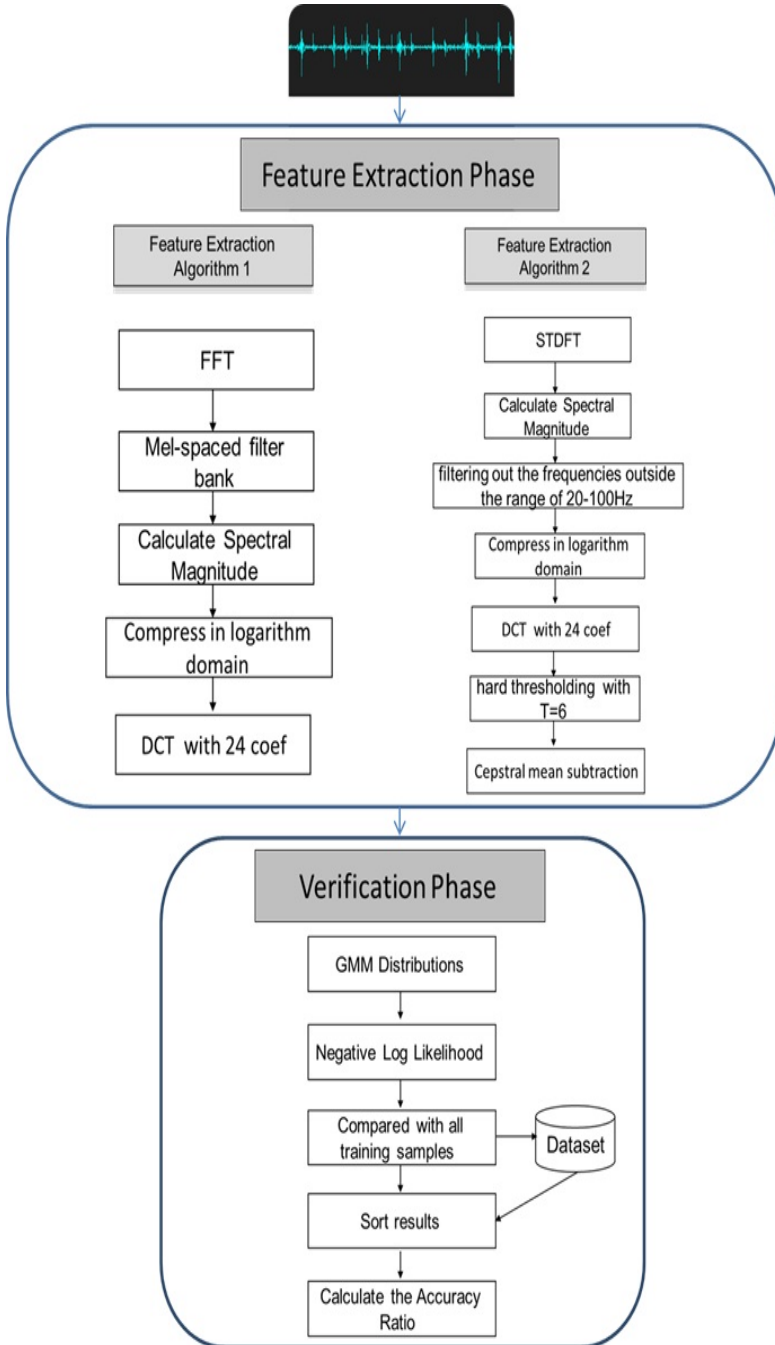 Feature Extraction Phase
Feature Extraction
Algorithm 1
FFT
Mel-spaced filter
bank
Calculate Spectral
Magnitude
Compress in logarithm
domain
DCT with 24 coef
Feature Extraction
Algorithm 2
STDFT
Calculate Spectral
Magnitude
filtering out the frequencies outside
the range of 20-100Hz
Compress in logarithm
domain
DCT with 24 coef
hard thresholding with
T=6
Cepstral mean subtraction
Verification Phase
GMM Distributions
Negative Log Likelihood
Compared with all
training samples
Dataset
Sort results
Calculate the Accuracy
Ratio